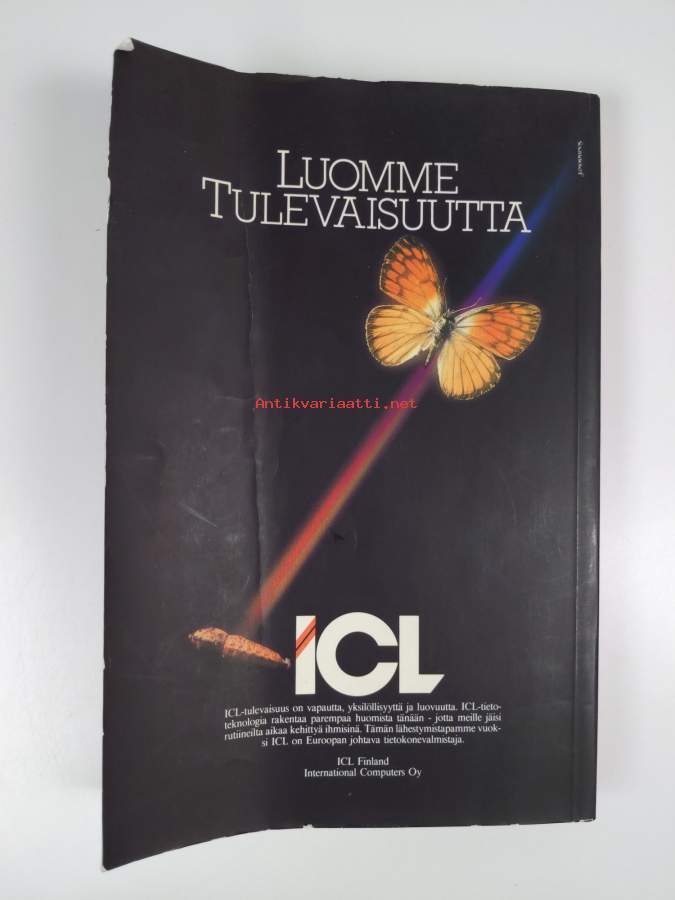 LUOMME
TULEVAISUUTTA
Antikvariaatti.net
ICL
ICL-tulevaisuus on vapautta, yksilöllisyyttä ja luovuutta. ICL-tieto-
teknologia rakentaa parempaa huomista tänään - jotta meille jäisi
rutiineilta aikaa kehittyä ihmisinä. Tämän lähestymistapamme vuok-
si ICL on Euroopan johtava tietokonevalmistaja.
ICL Finland
International Computers Oy